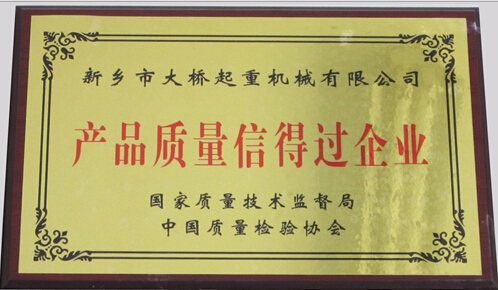 新乡市大桥起重机械有限公司
产品质量信得过企业
国家质量技术监督局
中国质量检验协会